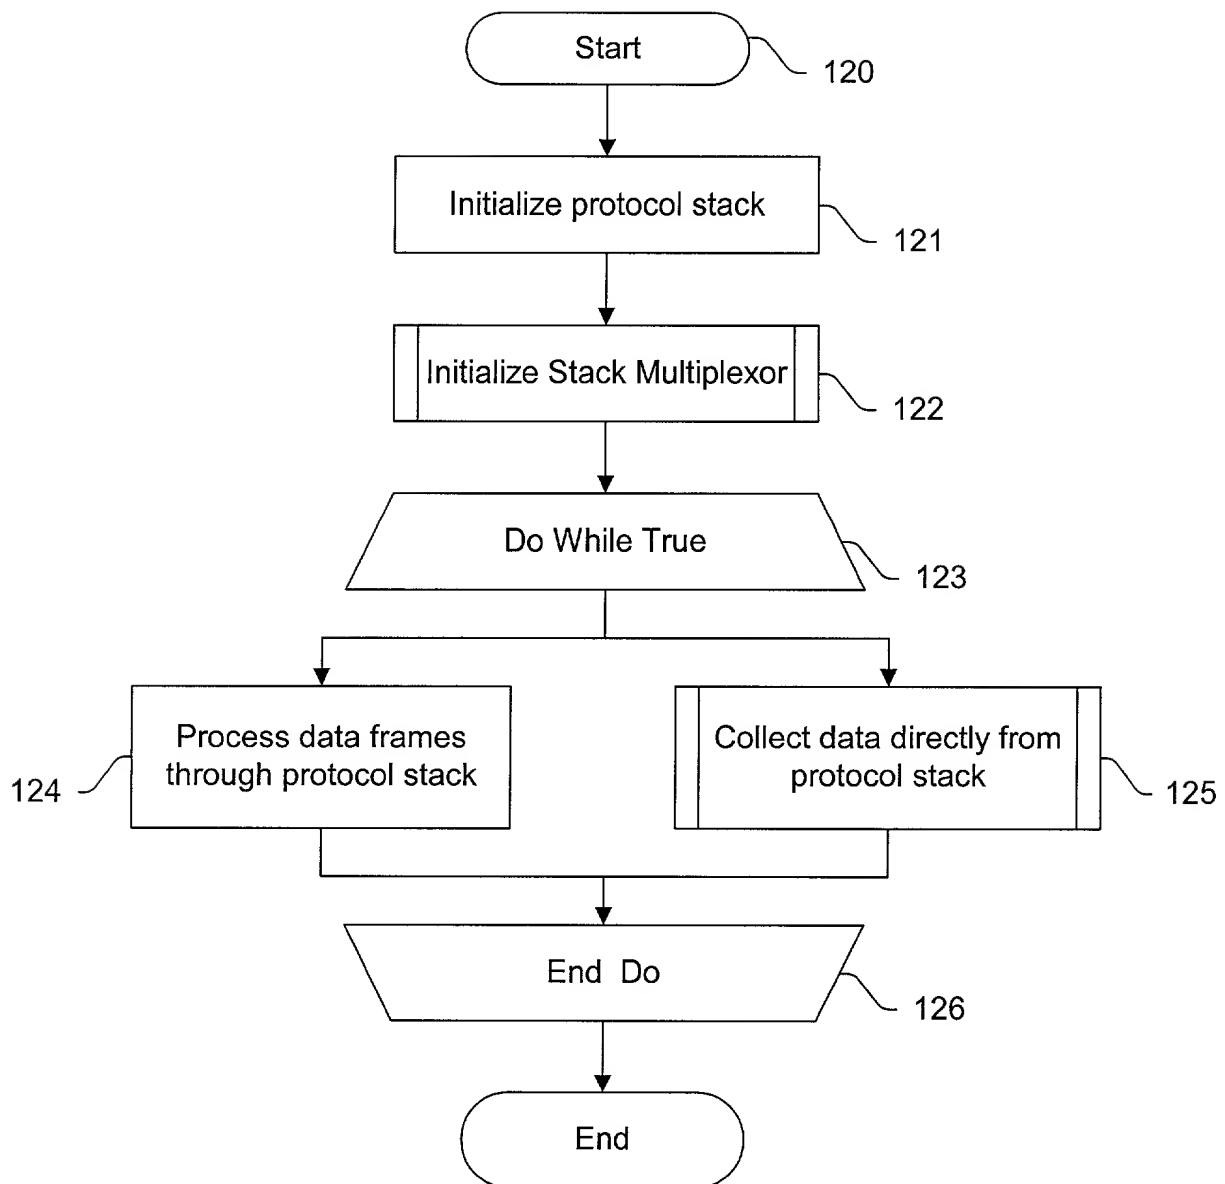 Start
120
Initialize protocol stack
121
Initialize Stack Multiplexor
122
Do While True
123
Process data frames
through protocol stack
124
Collect data directly from
protocol stack
125
End Do
126
End